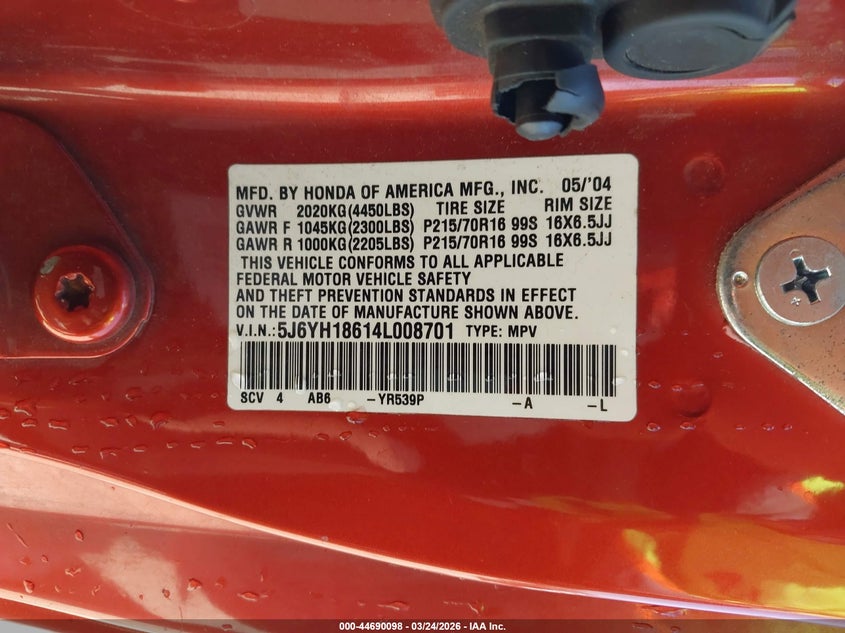 MFD. BY HONDA OF AMERICA MFG., INC. 05/'04
GVWR 2020KG(4450LBS) TIRE SIZE RIM SIZE
GAWR F 1045KG(2300LBS) P215/70R16 99S 16X6.5JJ
GAWR R 1000KG(2205LBS) P215/70R16 99S 16X6.5JJ
THIS VEHICLE CONFORMS TO ALL APPLICABLE
FEDERAL MOTOR VEHICLE SAFETY
AND THEFT PREVENTION STANDARDS IN EFFECT
ON THE DATE OF MANUFACTURE SHOWN ABOVE.
V.I.N.:5J6YH18614L008701 TYPE: MPV
SCV 4 AB6 -YR539P -A -L
000-44690098 - 03/24/2026 - IAA Inc.